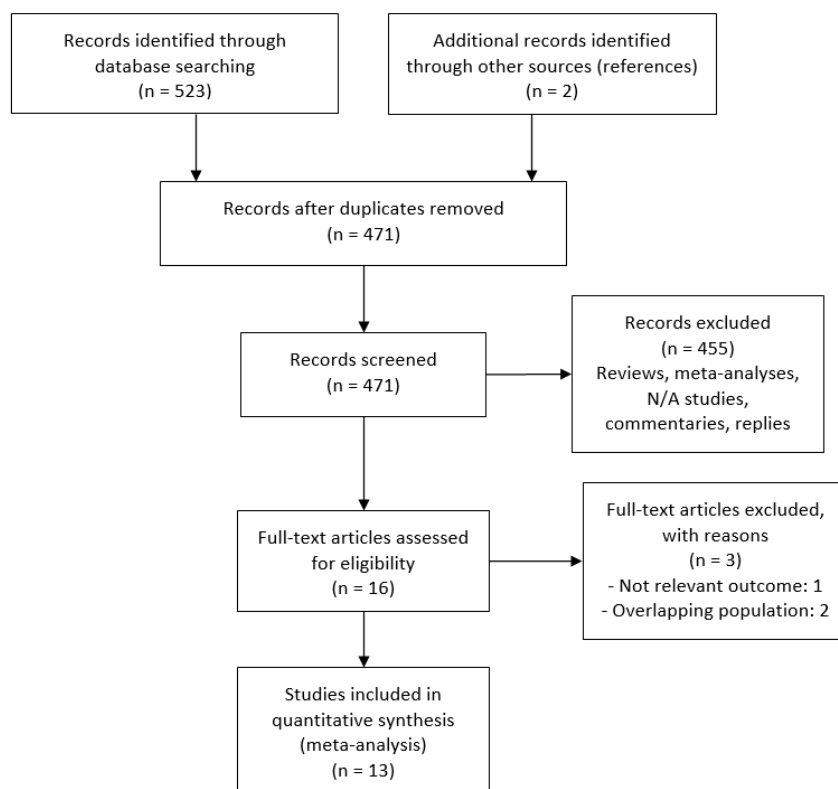 Records identified through
database searching
(n = 523)
Additional records identified
through other sources (references)
(n = 2)
Records after duplicates removed
(n = 471)
Records screened
(n = 471)
Records excluded
(n = 455)
Reviews, meta-analyses,
N/A studies,
commentaries, replies
Full-text articles assessed
for eligibility
(n = 16)
Full-text articles excluded,
with reasons
(n = 3)
- Not relevant outcome: 1
- Overlapping population: 2
Studies included in
quantitative synthesis
(meta-analysis)
(n = 13)